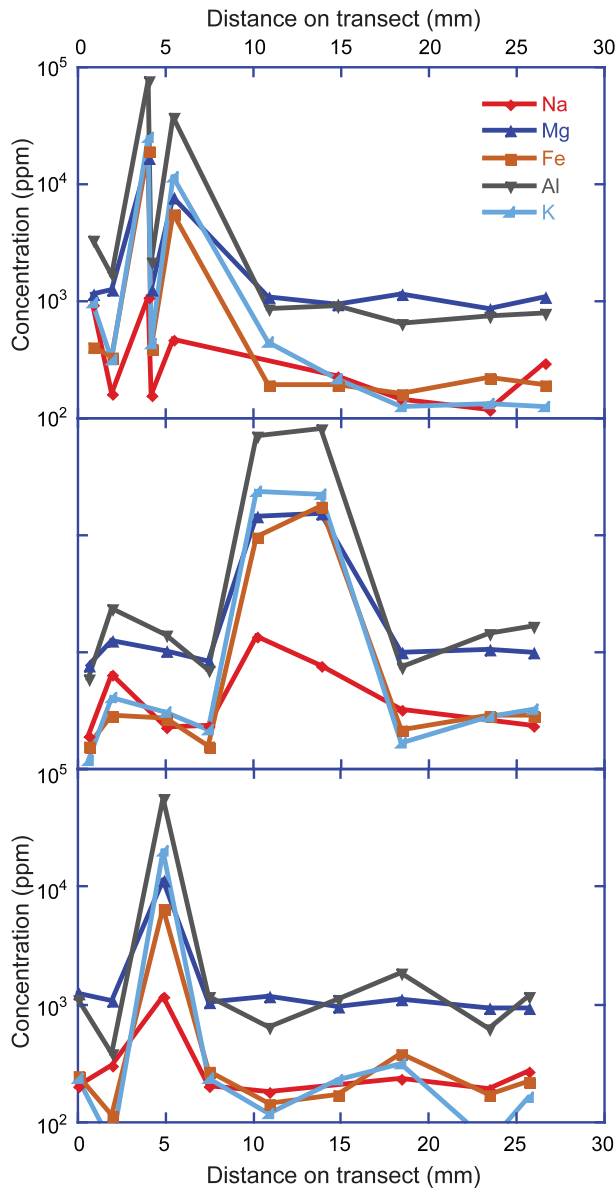 Distance on transect (mm)
0 5 10 15 20 25 30
10⁵
10⁴
10³
10²
Concentration (ppm)
Na
Mg
Fe
Al
K
10⁵
10⁴
10³
10²
Concentration (ppm)
0 5 10 15 20 25 30
Distance on transect (mm)